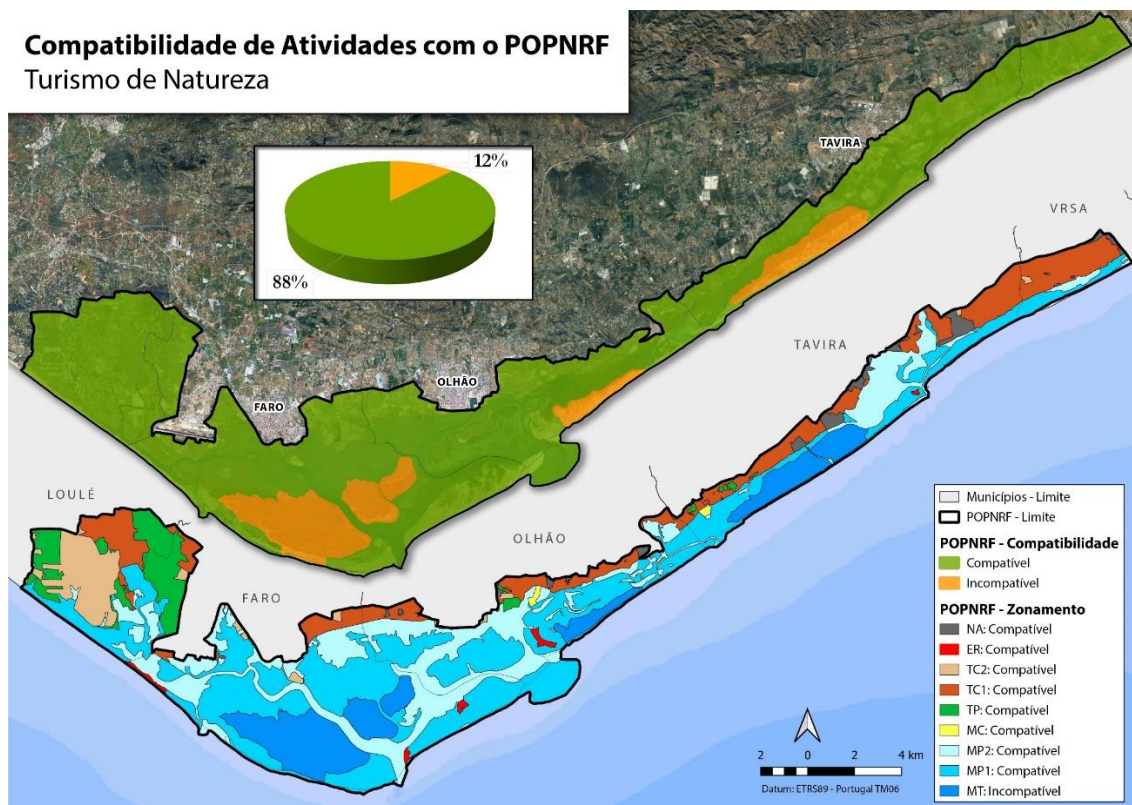 Compatibilidade de Atividades com o POPNRF
Turismo de Natureza
12%
88%
TAVIRA
OLHÃO
FARO
VRSA
TAVIRA
LOULÉ
OLHÃO
FARO
Municípios - Limite
POPNRF - Limite
POPNRF - Compatibilidade
Compatível
Incompatível
POPNRF - Zonamento
NA: Compatível
ER: Compatível
TC2: Compatível
TC1: Compatível
TP: Compatível
MC: Compatível
MP2: Compatível
MP1: Compatível
MT: Incompatível
2 0 2 4 km
Datum: ETRS89 - Portugal TM06